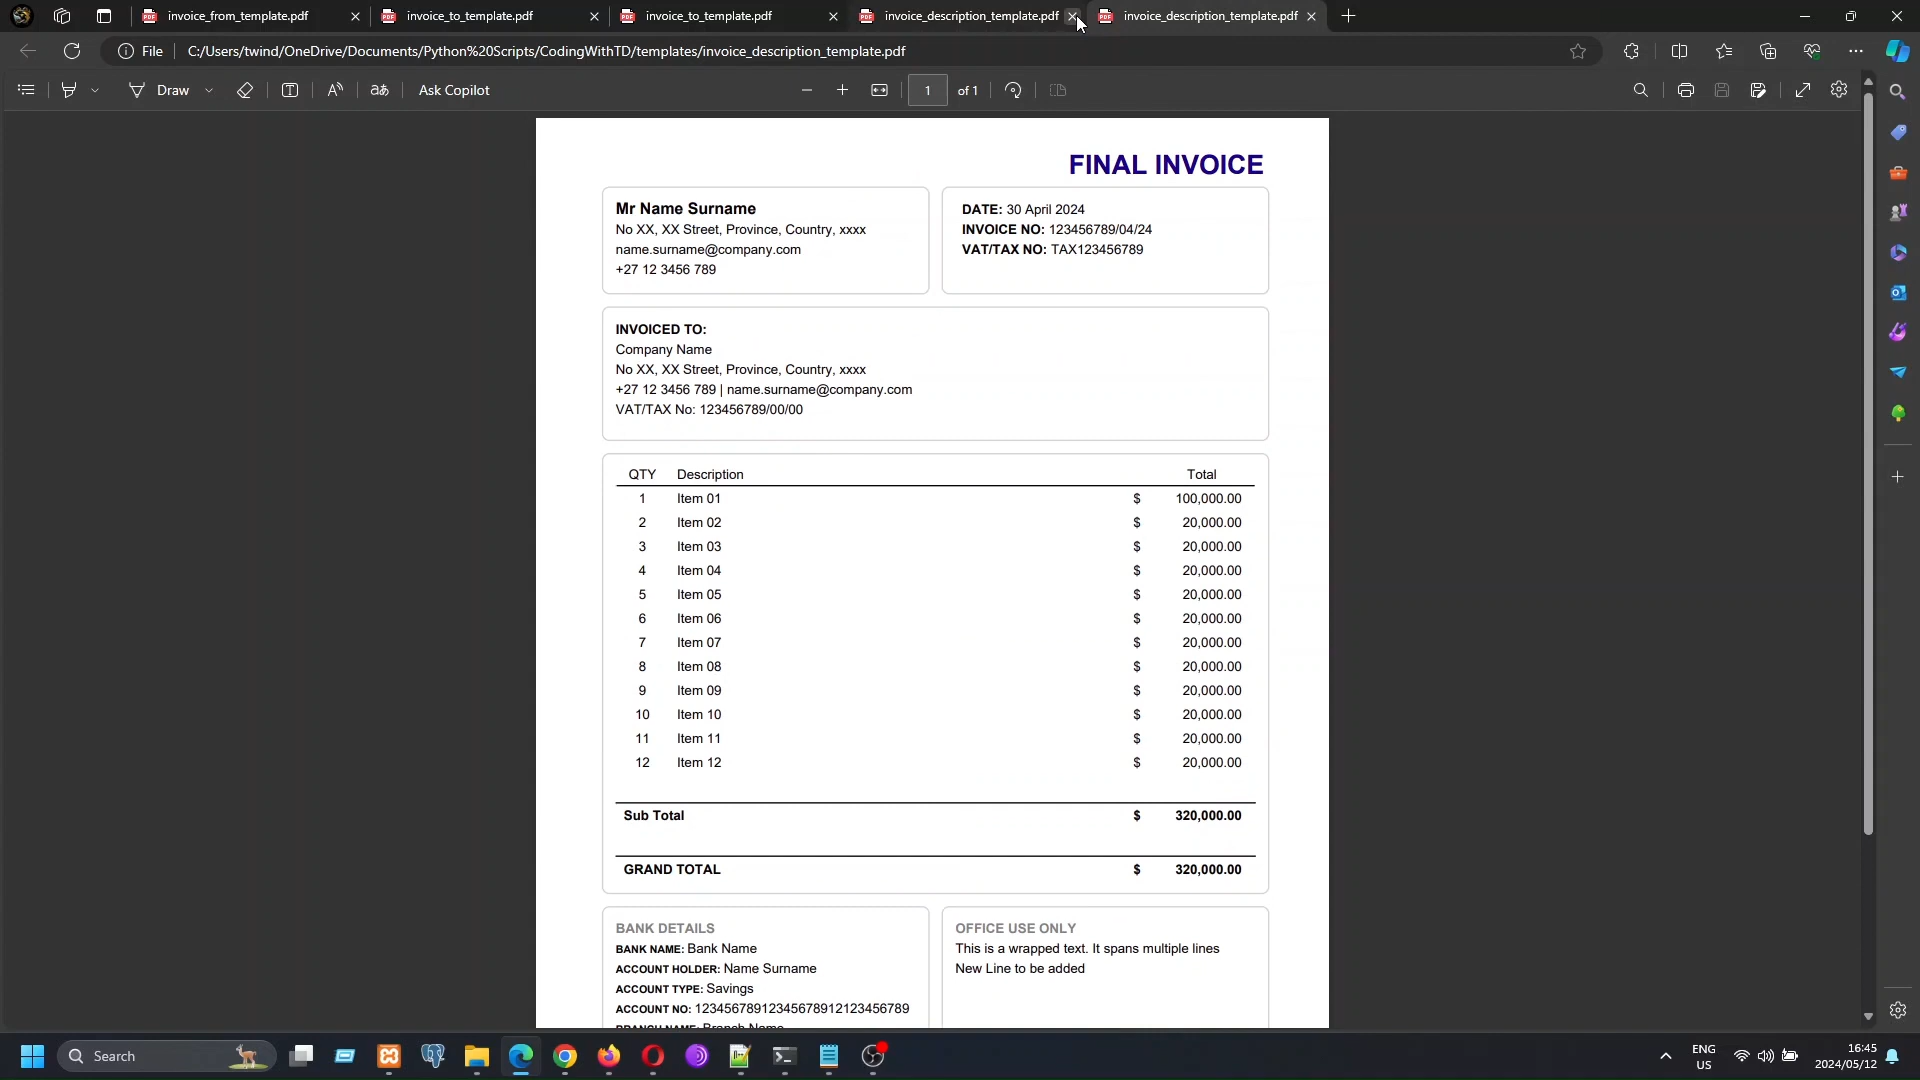 invoice_from_template.pdf
invoice_to_template.pdf
invoice_to_template.pdf
invoice_description_template.pdf
invoice_description_template.pdf
File
C:/Users/twind/OneDrive/Documents/Python%20Scripts/CodingWithTD/templates/invoice_description_template.pdf
Draw
Ask Copilot
1 of 1
FINAL INVOICE
Mr Name Surname
No XX, XX Street, Province, Country, xxxx
name.surname@company.com
+27 12 3456 789
DATE: 30 April 2024
INVOICE NO: 123456789/04/24
VAT/TAX NO: TAX123456789
INVOICED TO:
Company Name
No XX, XX Street, Province, Country, xxxx
+27 12 3456 789 | name.surname@company.com
VAT/TAX No: 123456789/00/00
QTY Description Total
1 Item 01 $ 100,000.00
2 Item 02 $ 20,000.00
3 Item 03 $ 20,000.00
4 Item 04 $ 20,000.00
5 Item 05 $ 20,000.00
6 Item 06 $ 20,000.00
7 Item 07 $ 20,000.00
8 Item 08 $ 20,000.00
9 Item 09 $ 20,000.00
10 Item 10 $ 20,000.00
11 Item 11 $ 20,000.00
12 Item 12 $ 20,000.00
Sub Total $ 320,000.00
GRAND TOTAL $ 320,000.00
BANK DETAILS
BANK NAME: Bank Name
ACCOUNT HOLDER: Name Surname
ACCOUNT TYPE: Savings
ACCOUNT NO: 12345678912345678912123456789
BRANCH NAME: Branch Name
OFFICE USE ONLY
This is a wrapped text. It spans multiple lines
New Line to be added
Search
ENG
US
16:45
2024/05/12